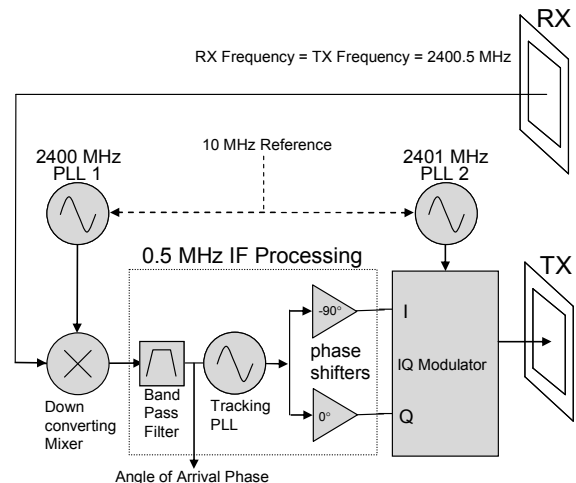 RX
RX Frequency = TX Frequency = 2400.5 MHz
2400 MHz
PLL 1
10 MHz Reference
2401 MHz
PLL 2
0.5 MHz IF Processing
TX
-90°
I
phase
shifters
IQ Modulator
0°
Q
Down
converting
Mixer
Band
Pass
Filter
Tracking
PLL
Angle of Arrival Phase